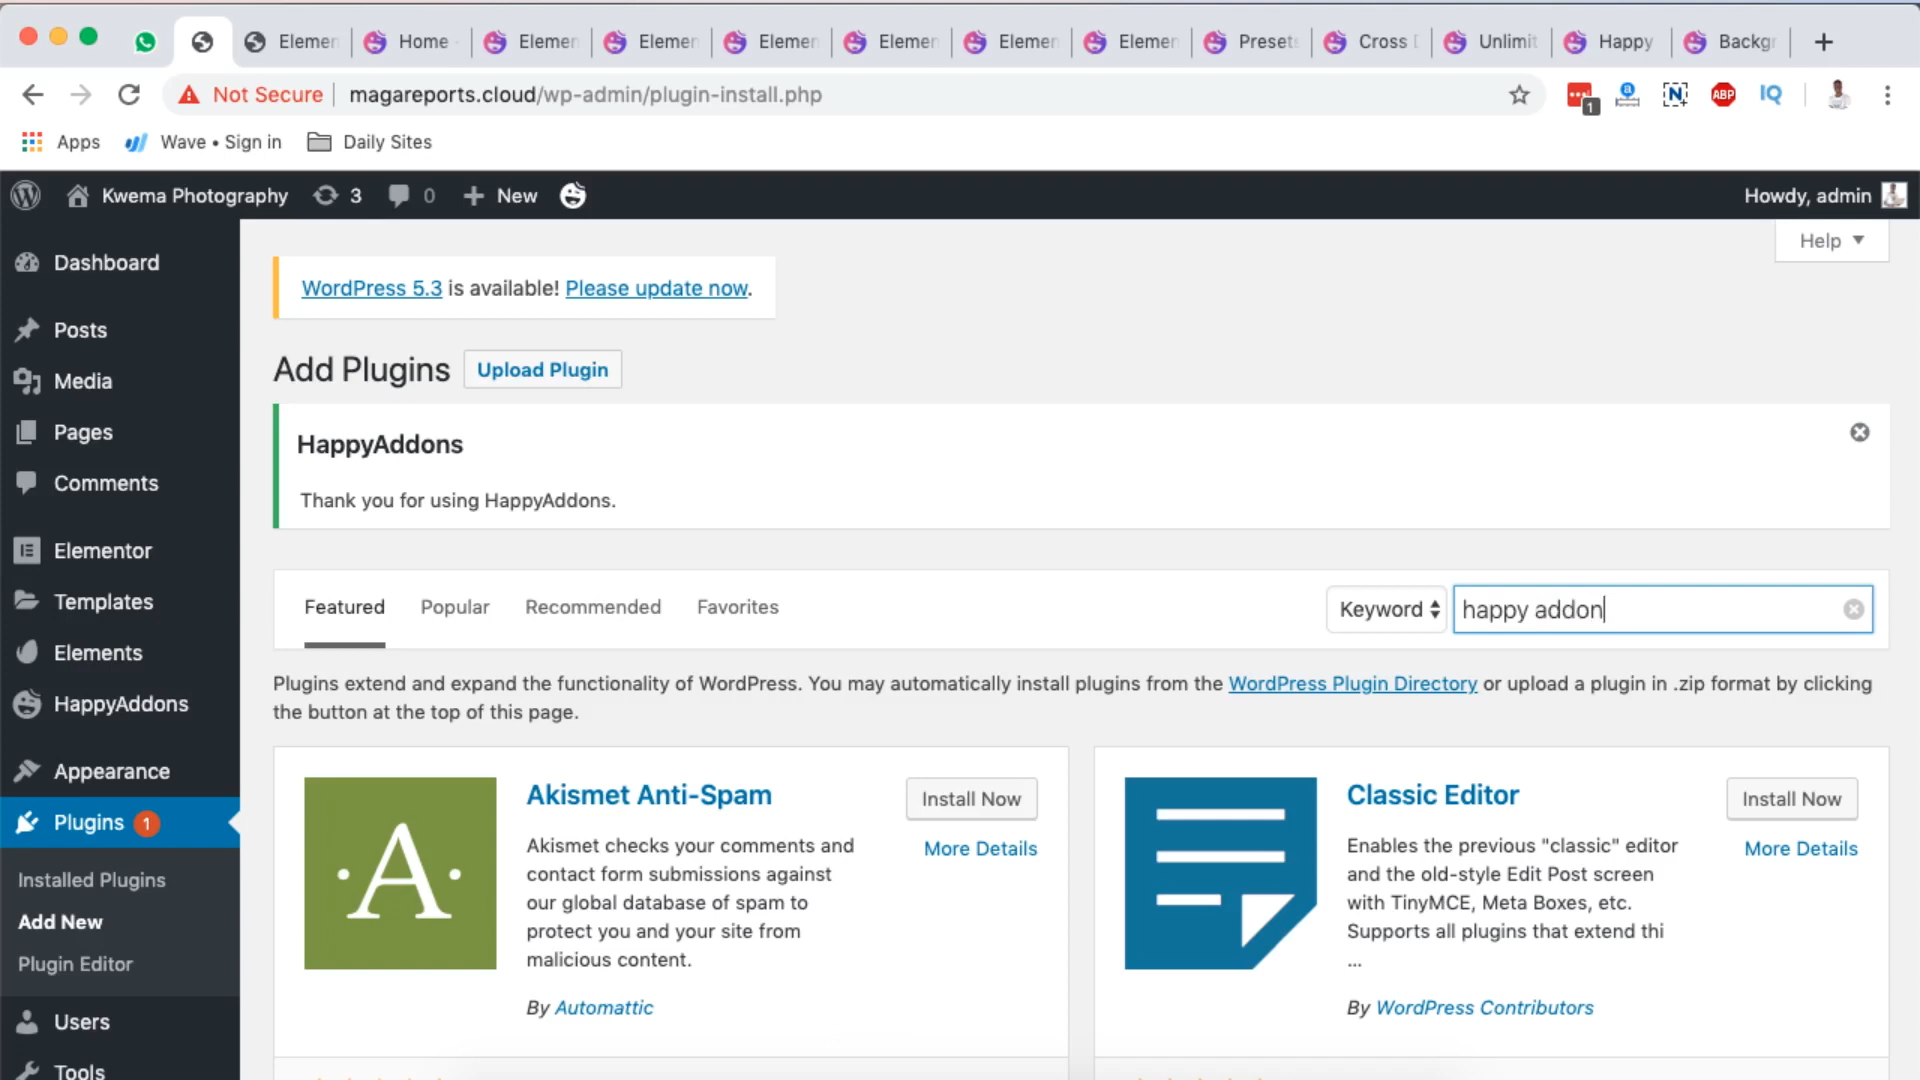 Elemen
Home
Elemen
Elemen
Elemen
Elemen
Elemen
Elemen
Presets
Cross D
Unlimit
Happy
Backgr
Not Secure
magareports.cloud/wp-admin/plugin-install.php
1
N
ABP
IQ
Apps
Wave • Sign in
Daily Sites
Kwema Photography
3
0
New
Howdy, admin
Help
Dashboard
Posts
Media
Pages
Comments
Elementor
Templates
Elements
HappyAddons
Appearance
Plugins 1
Installed Plugins
Add New
Plugin Editor
Users
Tools
WordPress 5.3 is available! Please update now.
Add Plugins
Upload Plugin
HappyAddons
Thank you for using HappyAddons.
Featured
Popular
Recommended
Favorites
Keyword
happy addon
Plugins extend and expand the functionality of WordPress. You may automatically install plugins from the WordPress Plugin Directory or upload a plugin in .zip format by clicking
the button at the top of this page.
A
Akismet Anti-Spam
Install Now
More Details
Akismet checks your comments and
contact form submissions against
our global database of spam to
protect you and your site from
malicious content.
By Automattic
Classic Editor
Install Now
More Details
Enables the previous "classic" editor
and the old-style Edit Post screen
with TinyMCE, Meta Boxes, etc.
Supports all plugins that extend thi
...
By WordPress Contributors